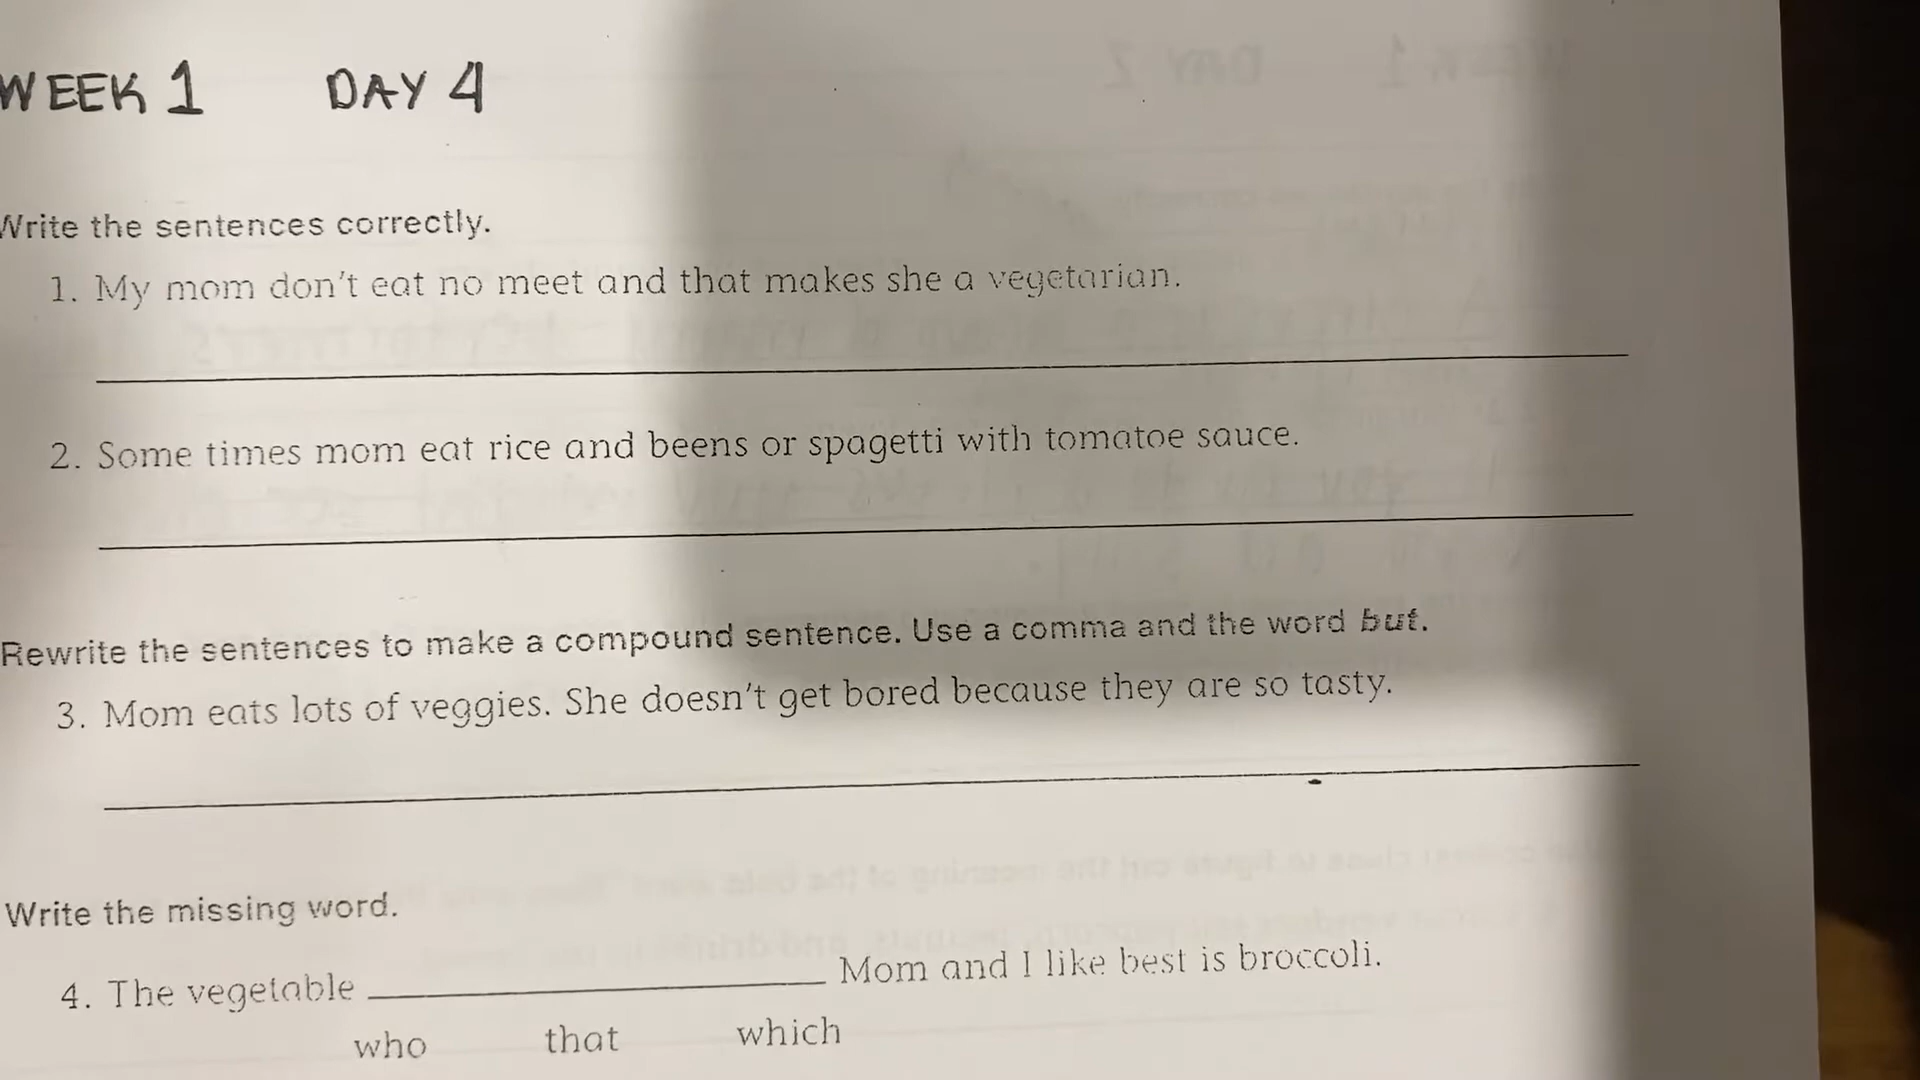 WEEK 1 DAY 4
Write the sentences correctly.
1. My mom don't eat no meet and that makes she a vegetarian.
2. Some times mom eat rice and beens or spagetti with tomatoe sauce.
Rewrite the sentences to make a compound sentence. Use a comma and the word but.
3. Mom eats lots of veggies. She doesn't get bored because they are so tasty.
Write the missing word.
4. The vegetable ______ Mom and I like best is broccoli.
who that which